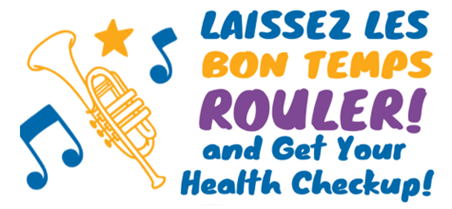 LAISSEZ LES
BON TEMPS
ROULER!
and Get Your
Health Checkup!